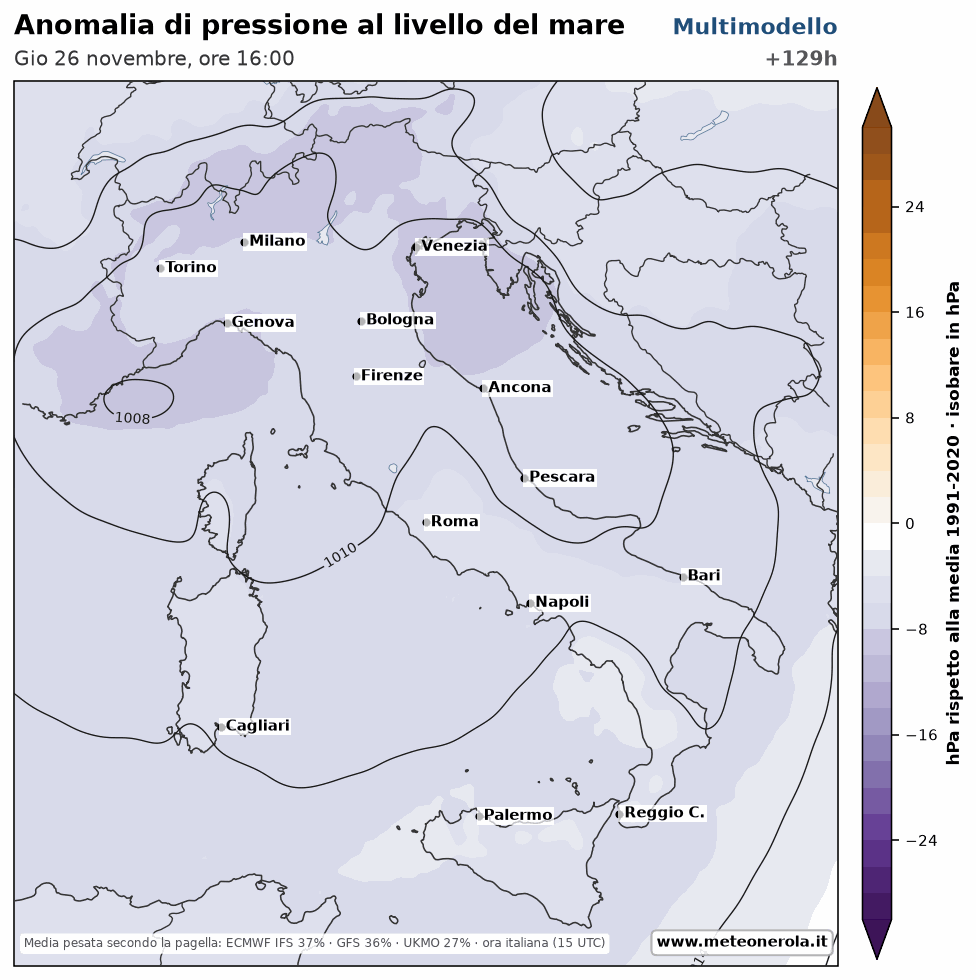 Anomalia di pressione al livello del mare
Multimodello
Gio 26 novembre, ore 16:00
+129h
Milano
Venezia
Torino
Genova
Bologna
Firenze
Ancona
1008
Pescara
Roma
1010
Bari
Napoli
Cagliari
Palermo
Reggio C.
24
16
8
0
−8
−16
−24
hPa rispetto alla media 1991-2020 · isobare in hPa
Media pesata secondo la pagella: ECMWF IFS 37% · GFS 36% · UKMO 27% · ora italiana (15 UTC)
www.meteonerola.it